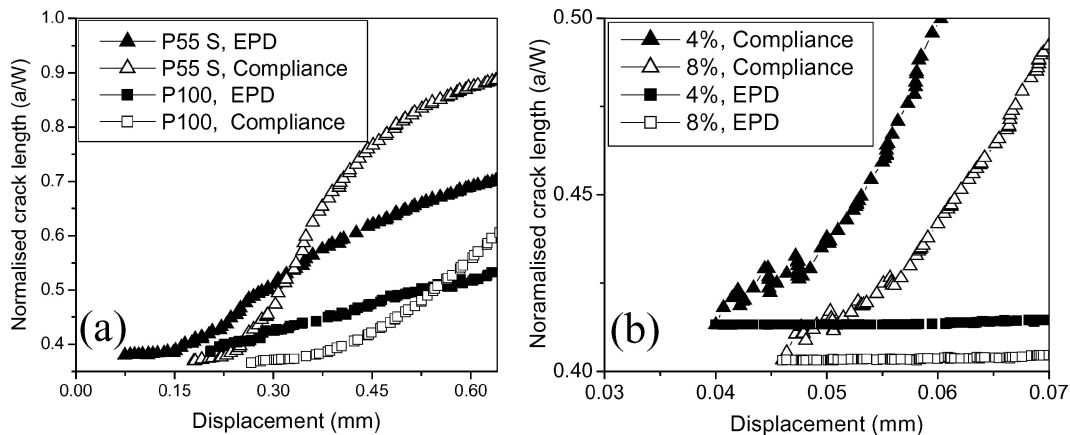 1.0
0.9
0.8
0.7
0.6
0.5
0.4
Normalised crack length (a/W)
P55 S, EPD
P55 S, Compliance
P100, EPD
P100, Compliance
(a)
0.00 0.15 0.30 0.45 0.60
Displacement (mm)
0.50
0.45
0.40
Noramalised crack length (a/W)
4%, Compliance
8%, Compliance
4%, EPD
8%, EPD
(b)
0.03 0.04 0.05 0.06 0.07
Displacement (mm)